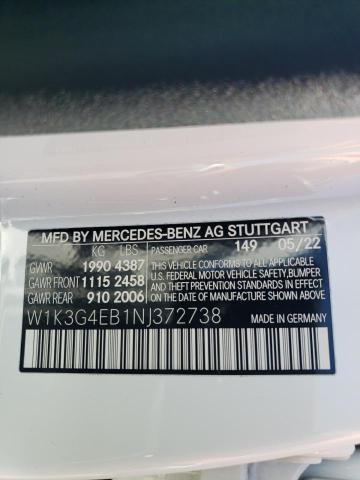 MFD BY MERCEDES-BENZ AG STUTTGART
KG LBS PASSENGER CAR 149 05/22
GVWR 1990 4387 THIS VEHICLE CONFORMS TO ALL APPLICABLE
GAWR FRONT 1115 2458 U.S. FEDERAL MOTOR VEHICLE SAFETY, BUMPER,
GAWR REAR 910 2006 AND THEFT PREVENTION STANDARDS IN EFFECT
ON THE DATE OF MANUFACTURE SHOWN ABOVE.
W1K3G4EB1NJ372738 MADE IN GERMANY